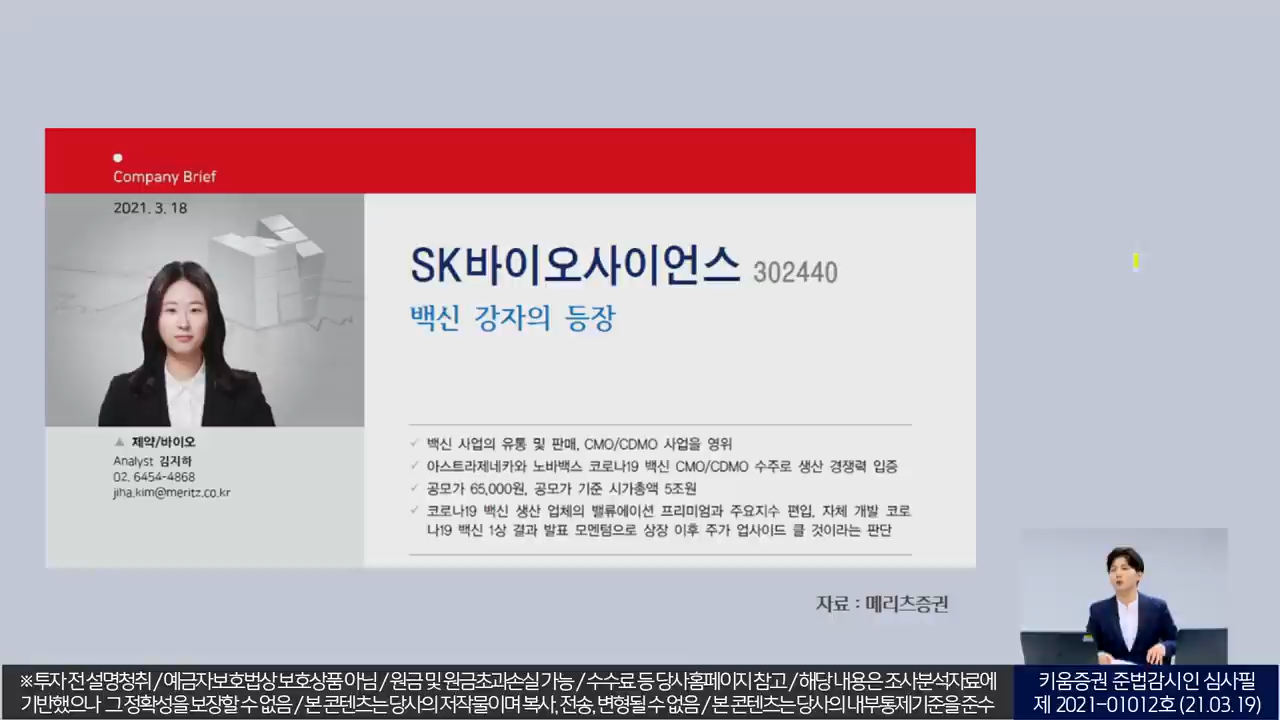 Company Brief
2021. 3. 18
SK바이오사이언스 302440
백신 강자의 등장
▲ 제약/바이오
Analyst 김지하
02. 6454-4868
jiha.kim@meritz.co.kr
✓ 백신 사업의 유통 및 판매, CMO/CDMO 사업을 영위
✓ 아스트라제네카와 노바백스 코로나19 백신 CMO/CDMO 수주로 생산 경쟁력 입증
✓ 공모가 65,000원, 공모가 기준 시가총액 5조원
✓ 코로나19 백신 생산 업체의 밸류에이션 프리미엄과 주요지수 편입, 자체 개발 코로
나19 백신 1상 결과 발표 모멘텀으로 상장 이후 주가 업사이드 클 것이라는 판단
자료 : 메리츠증권
※ 투자 전 설명청취 / 예금자보호법상 보호상품 아님 / 원금 및 원금초과손실 가능 / 수수료 등 당사홈페이지 참고 / 해당 내용은 조사분석자료에
기반했으나 그 정확성을 보장할 수 없음 / 본 콘텐츠는 당사의 저작물이며 복사, 전송, 변형될 수 없음 / 본 콘텐츠는 당사의 내부통제기준을 준수
키움증권 준법감시인 심사필
제 2021-01012호 (21.03.19)